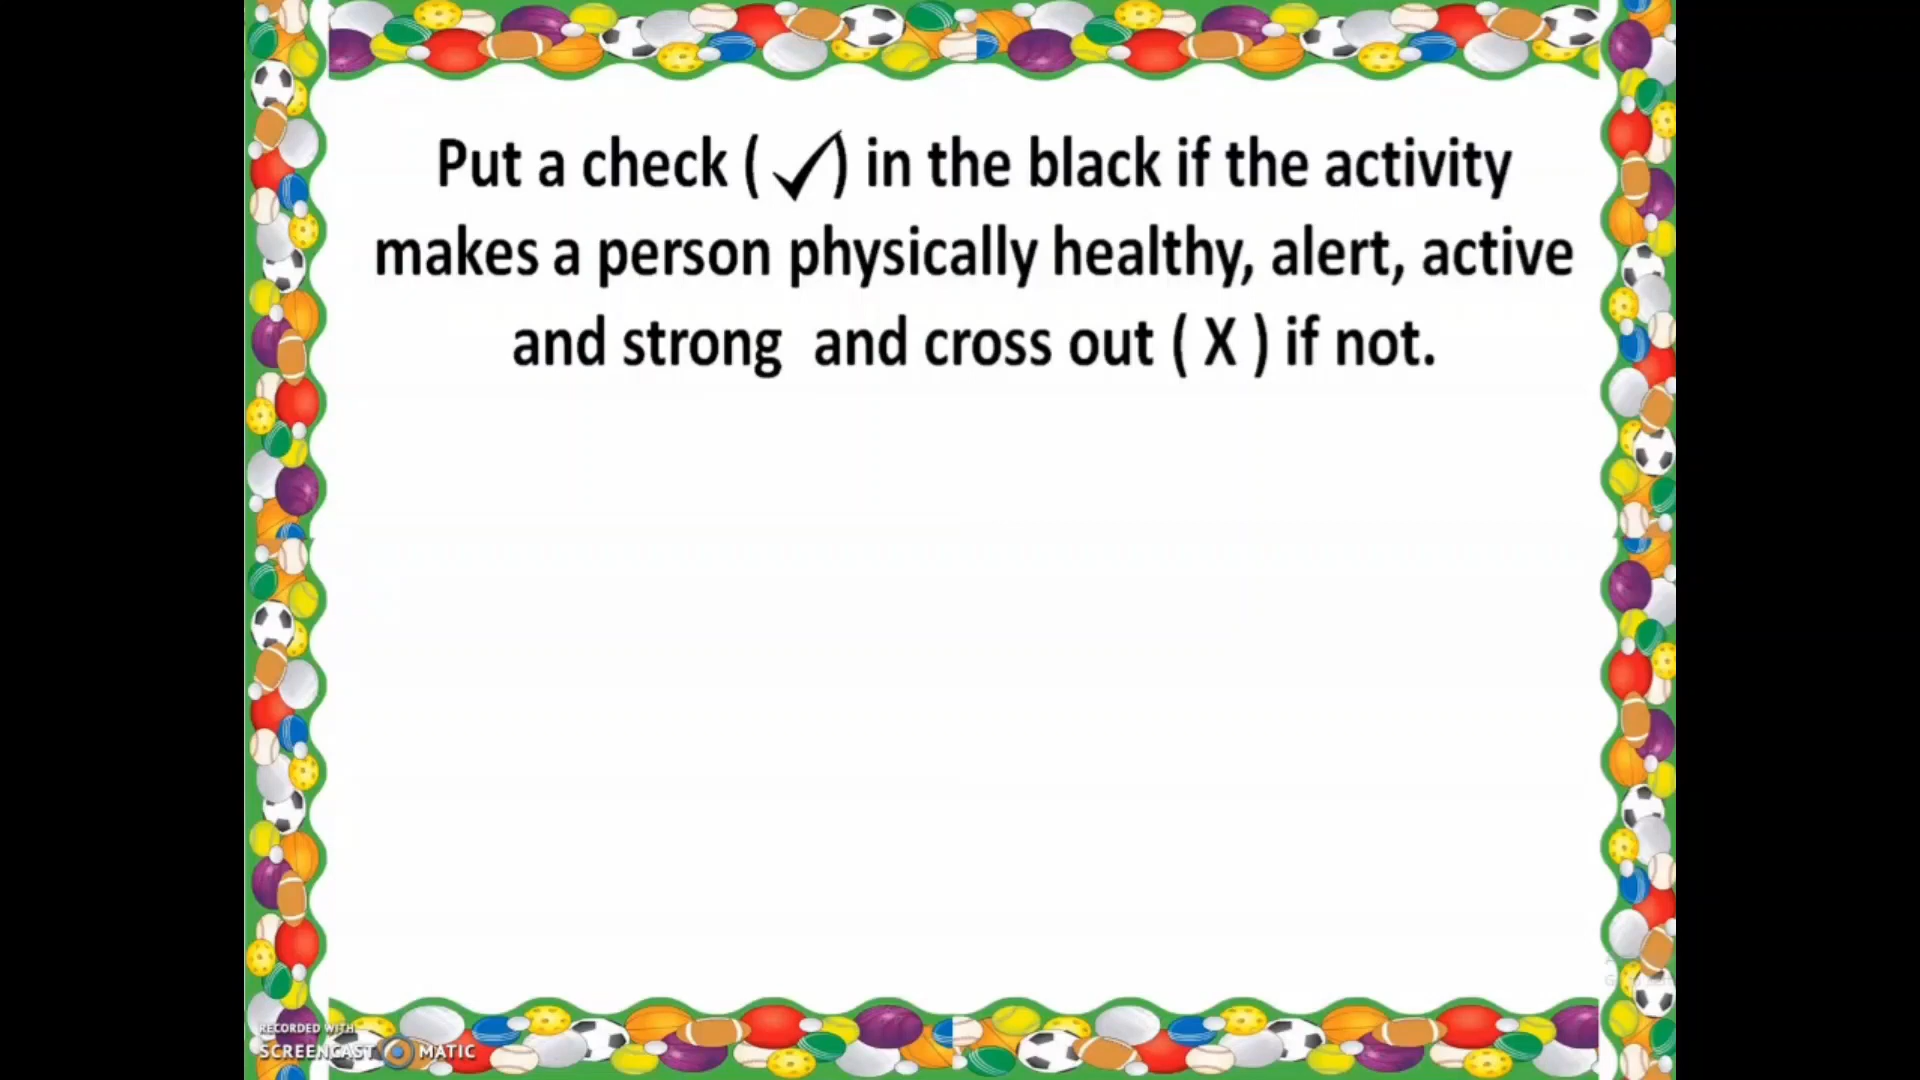 Put a check ( ✓ ) in the black if the activity
makes a person physically healthy, alert, active
and strong and cross out ( X ) if not.
RECORDED WITH
SCREENCAST MATIC